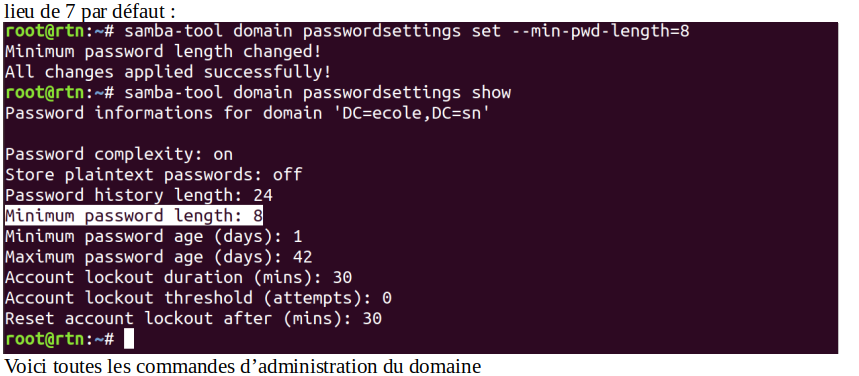 lieu de 7 par défaut :
root@rtn:~# samba-tool domain passwordsettings set --min-pwd-length=8
Minimum password length changed!
All changes applied successfully!
root@rtn:~# samba-tool domain passwordsettings show
Password informations for domain 'DC=ecole,DC=sn'
Password complexity: on
Store plaintext passwords: off
Password history length: 24
Minimum password length: 8
Minimum password age (days): 1
Maximum password age (days): 42
Account lockout duration (mins): 30
Account lockout threshold (attempts): 0
Reset account lockout after (mins): 30
root@rtn:~#
Voici toutes les commandes d’administration du domaine